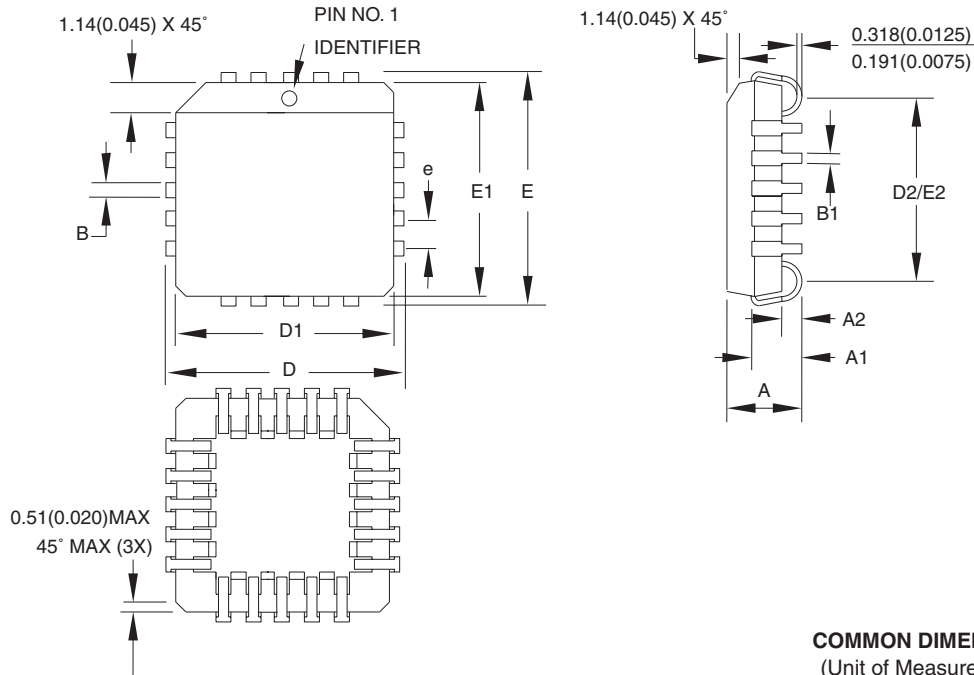 1.14(0.045) X 45˚
PIN NO. 1
IDENTIFIER
1.14(0.045) X 45˚
0.318(0.0125)
0.191(0.0075)
e
E1
E
B
D2/E2
B1
D1
D
A2
A1
A
0.51(0.020)MAX
45˚ MAX (3X)
COMMON
(Unit of